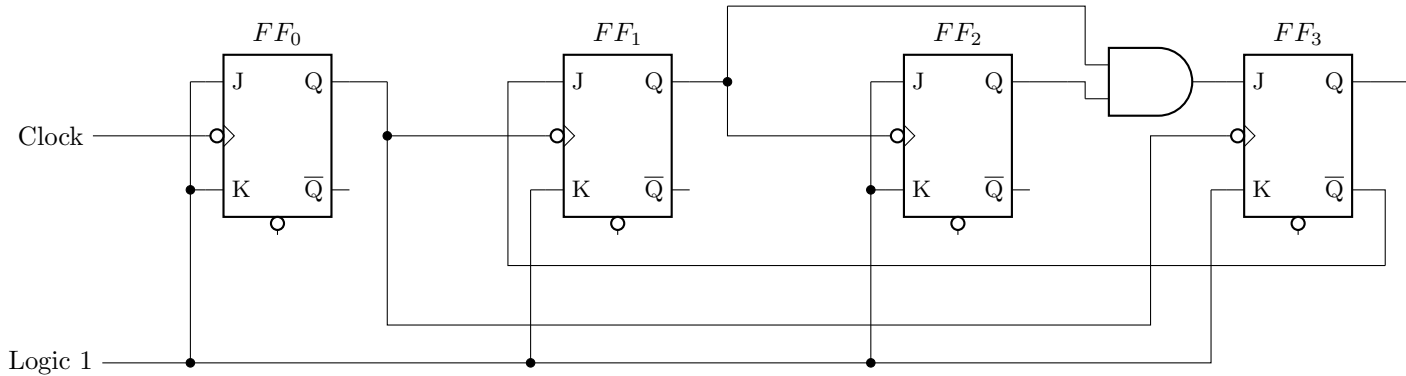 FF₀ FF₁ FF₂ FF₃
J Q J Q J Q J Q
Clock
K Q̅ K Q̅ K Q̅ K Q̅
Logic 1